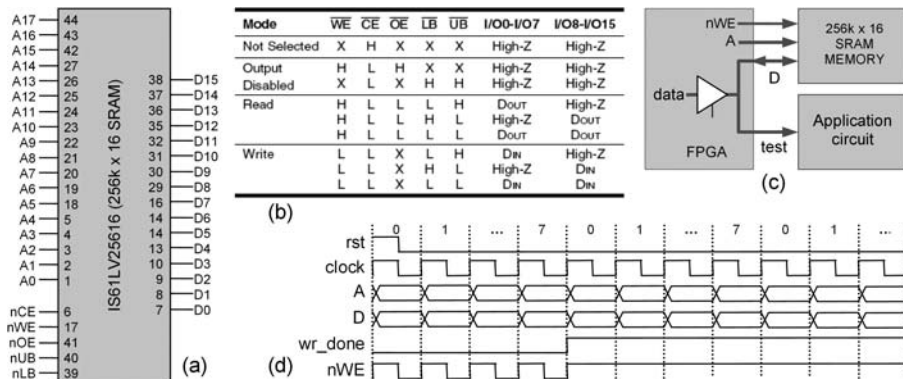 A17 44
A16 43
A15 42
A14 27
A13 26
A12 25
A11 24
A10 23
A9 22
A8 21
A7 20
A6 19
A5 18
A4 5
A3 4
A2 3
A1 2
A0 1
nCE 6
nWE 17
nOE 41
nUB 40
nLB 39
IS61LV25616 (256k x 16 SRAM)
38 D15
37 D14
36 D13
35 D12
32 D11
31 D10
30 D9
29 D8
16 D7
14 D6
14 D5
13 D4
10 D3
9 D2
8 D1
7 D0
(a)
Mode WE CE OE LB UB I/O0-I/O7 I/O8-I/O15
Not Selected X H X X X High-Z High-Z
Output H L H X X High-Z High-Z
Disabled X L X H H High-Z High-Z
Read H L L L H DOUT High-Z
H L L H L High-Z DOUT
H L L L L DOUT DOUT
Write L L X L H DIN High-Z
L L X H L High-Z DIN
L L X L L DIN DIN
(b)
nWE
A
D
data
FPGA
test
256k x 16
SRAM
MEMORY
Application
circuit
(c)
0 1 ... 7 0 1 ... 7 0 1 ...
rst
clock
A
D
wr_done
nWE
(d)